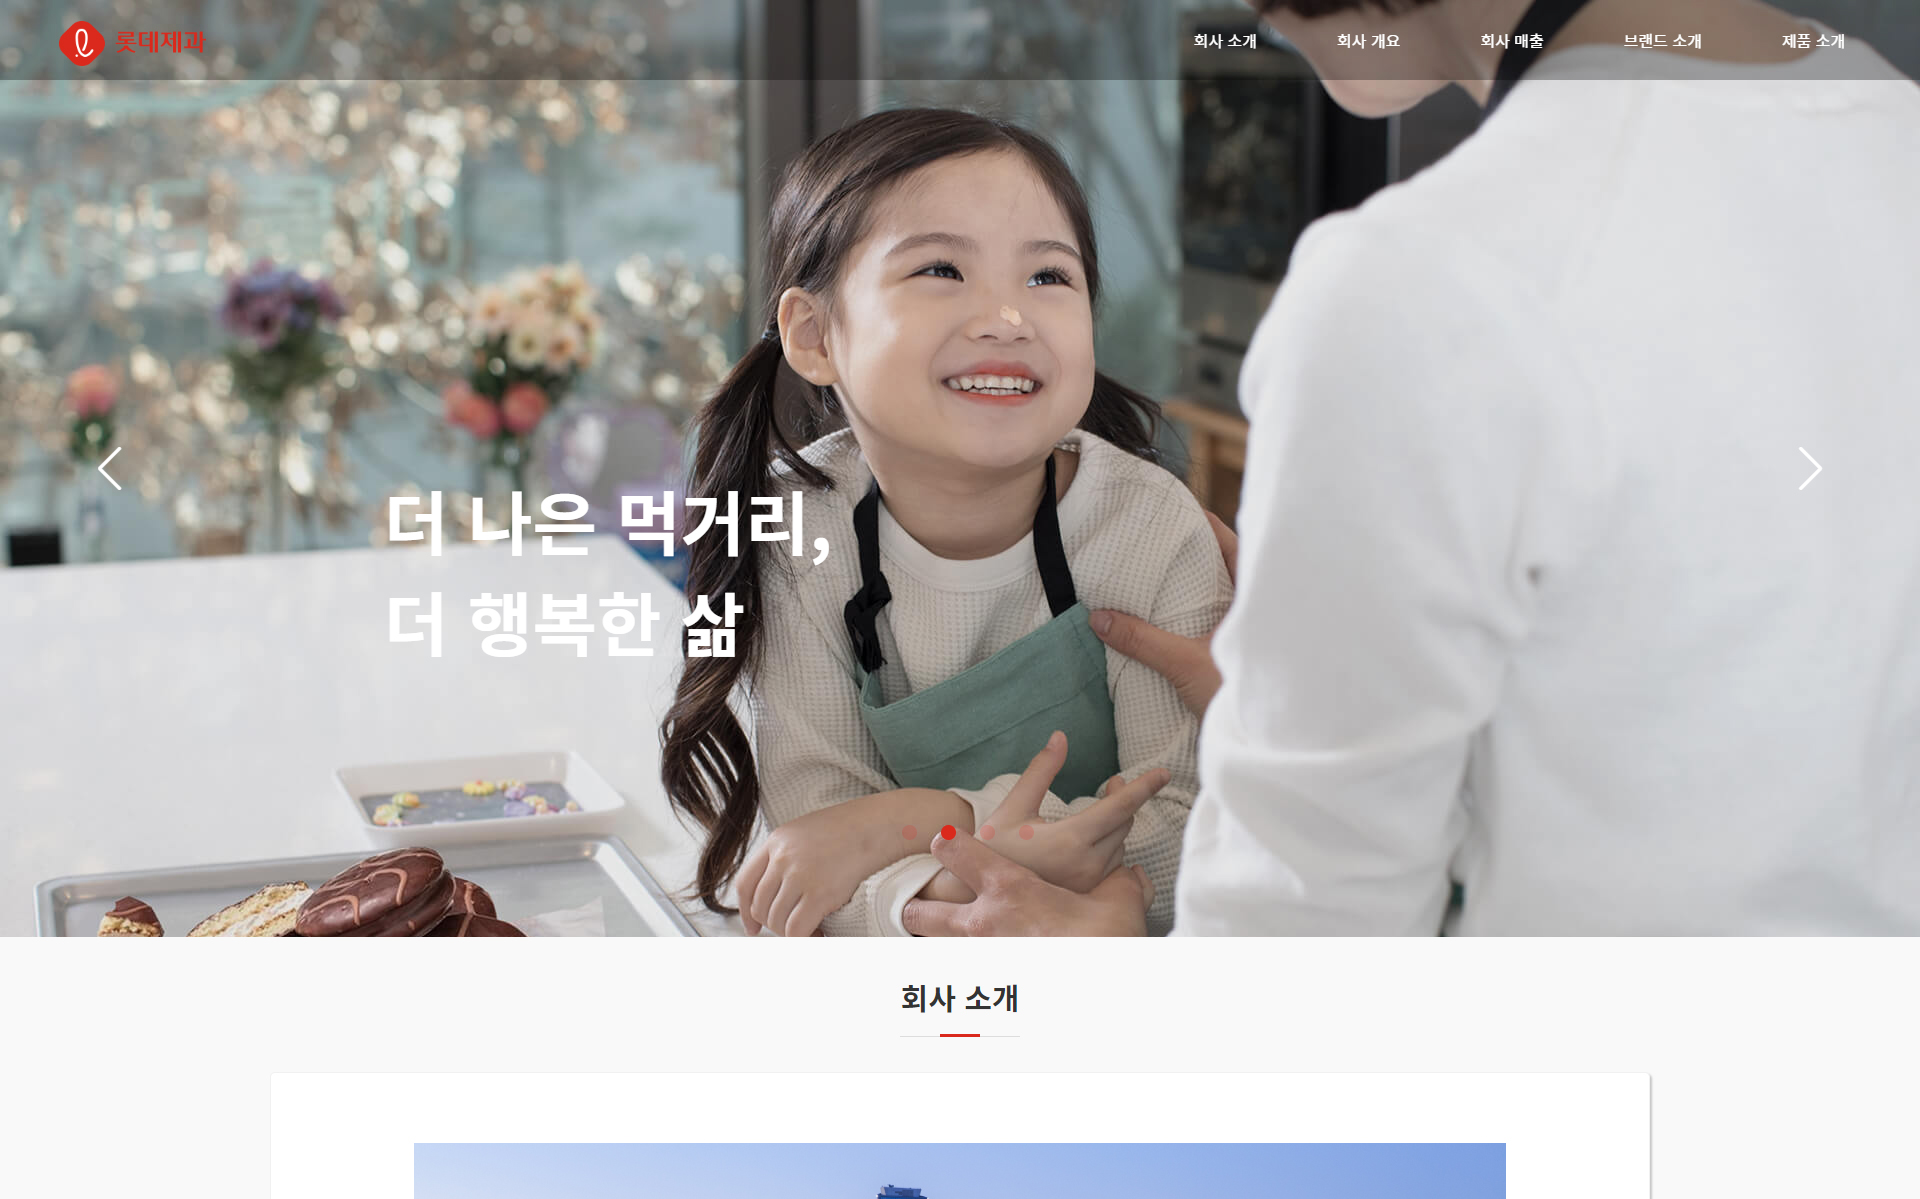 롯데제과
회사 소개
회사 개요
회사 매출
브랜드 소개
제품 소개
더 나은 먹거리,
더 행복한 삶
회사 소개